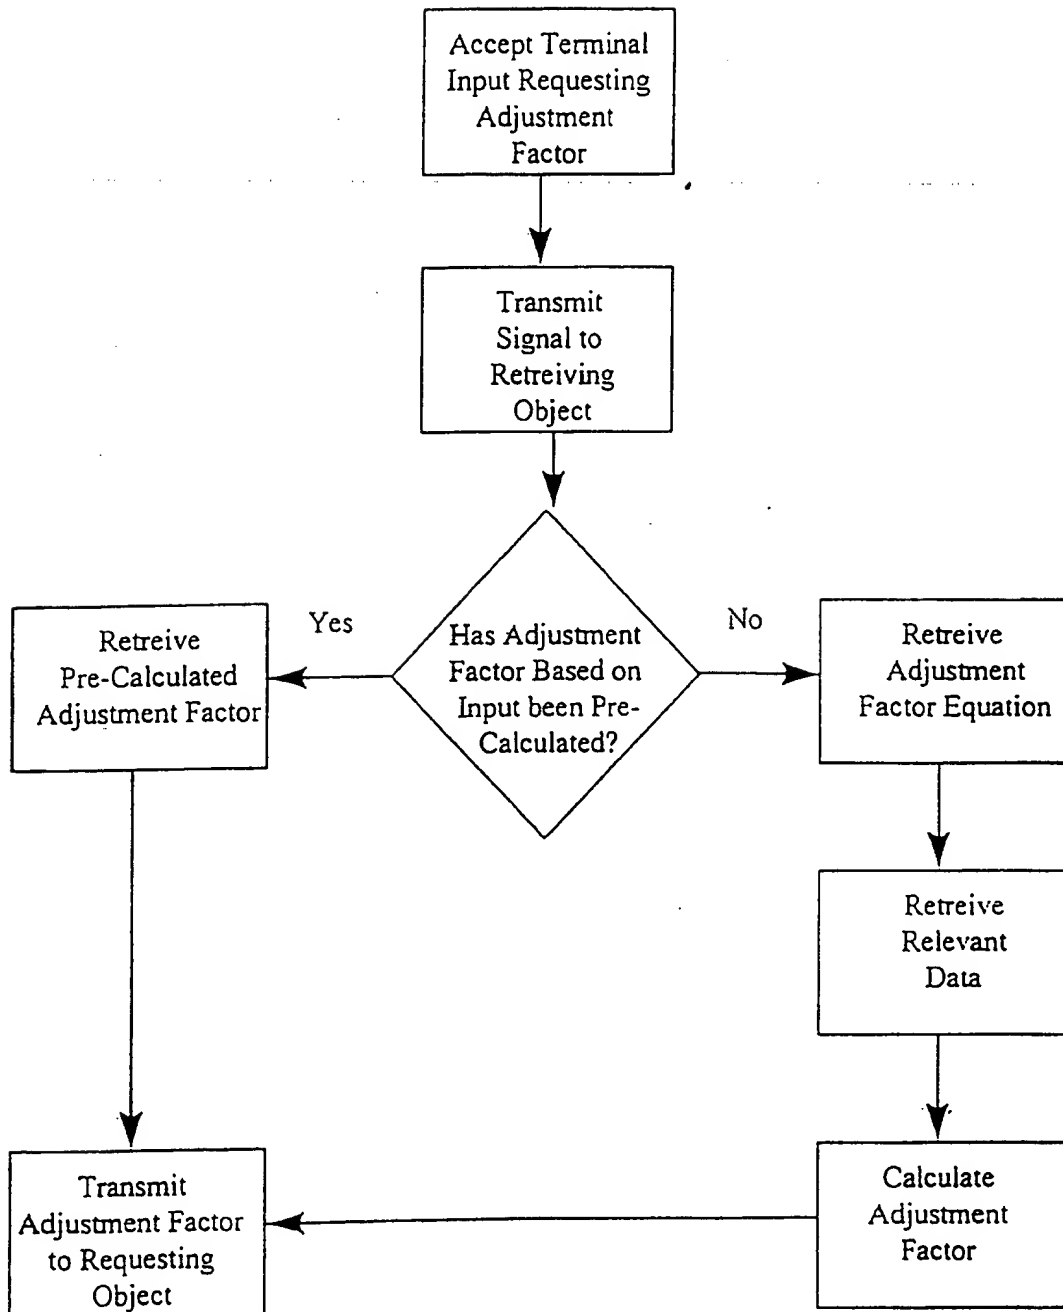 Accept Terminal
Input Requesting
Adjustment
Factor
Transmit
Signal to
Retreiving
Object
Has Adjustment
Factor Based on
Input been Pre-
Calculated?
Yes
No
Retreive
Pre-Calculated
Adjustment Factor
Retreive
Adjustment
Factor Equation
Retreive
Relevant
Data
Calculate
Adjustment
Factor
Transmit
Adjustment Factor
to Requesting
Object